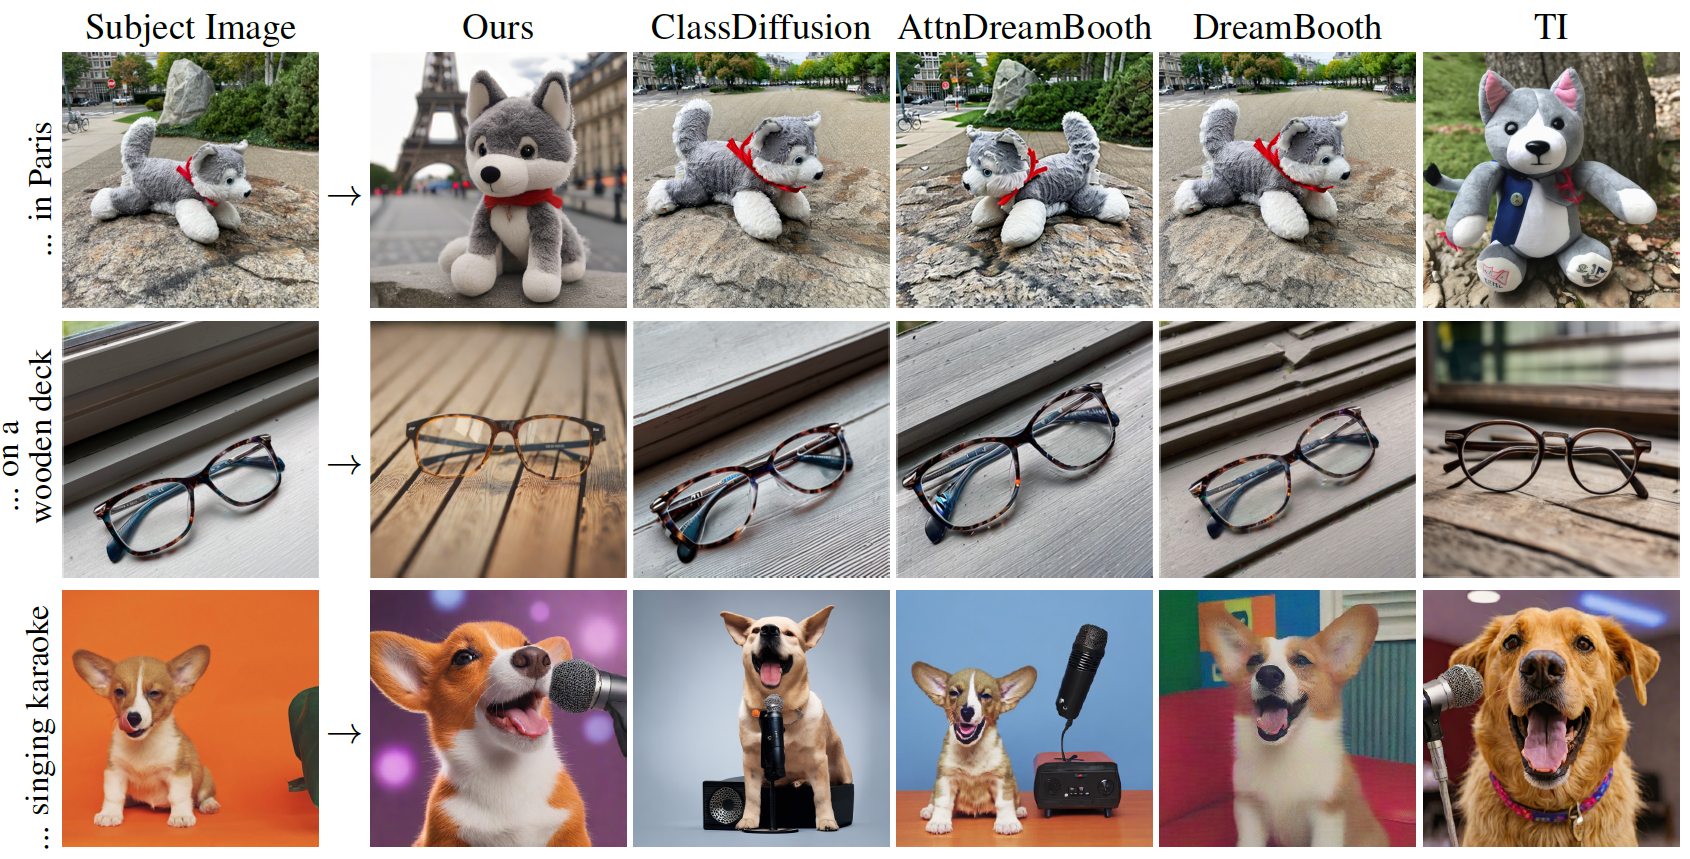 Subject Image
Ours
ClassDiffusion
AttnDreamBooth
DreamBooth
TI
... in Paris
→
... on a
wooden deck
→
... singing karaoke
→